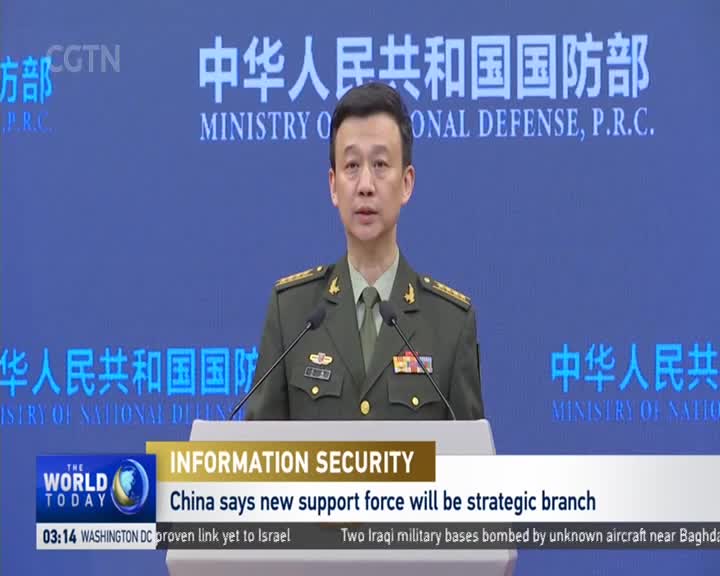 CGTN
中华人民共和国国防部
防部
MINISTRY O ONAL DEFENSE, P.R.C.
P.R.C.
华人民共和国国防
中华人民共
MINISTRY OF NATIONAL DEFENSE
MINISTRY OF NATIO
INFORMATION SECURITY
THE
WORLD
TODAY
China says new support force will be strategic branch
03:14 WASHINGTON DC
proven link yet to Israel Two Iraqi military bases bombed by unknown aircraft near Baghda